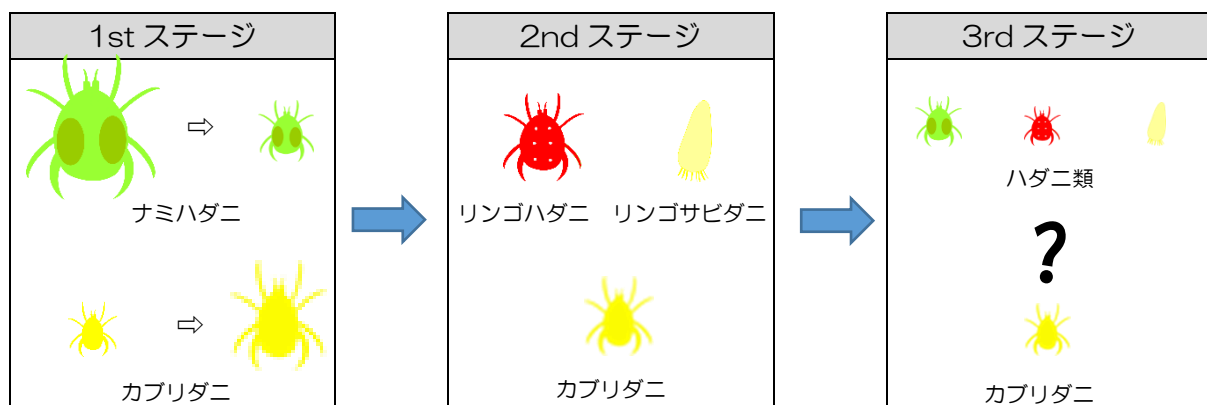 1st ステージ
ナミハダニ
⇨
カブリダニ
⇨
2nd ステージ
リンゴハダニ リンゴサビダニ
カブリダニ
3rd ステージ
ハダニ類
?
カブリダニ